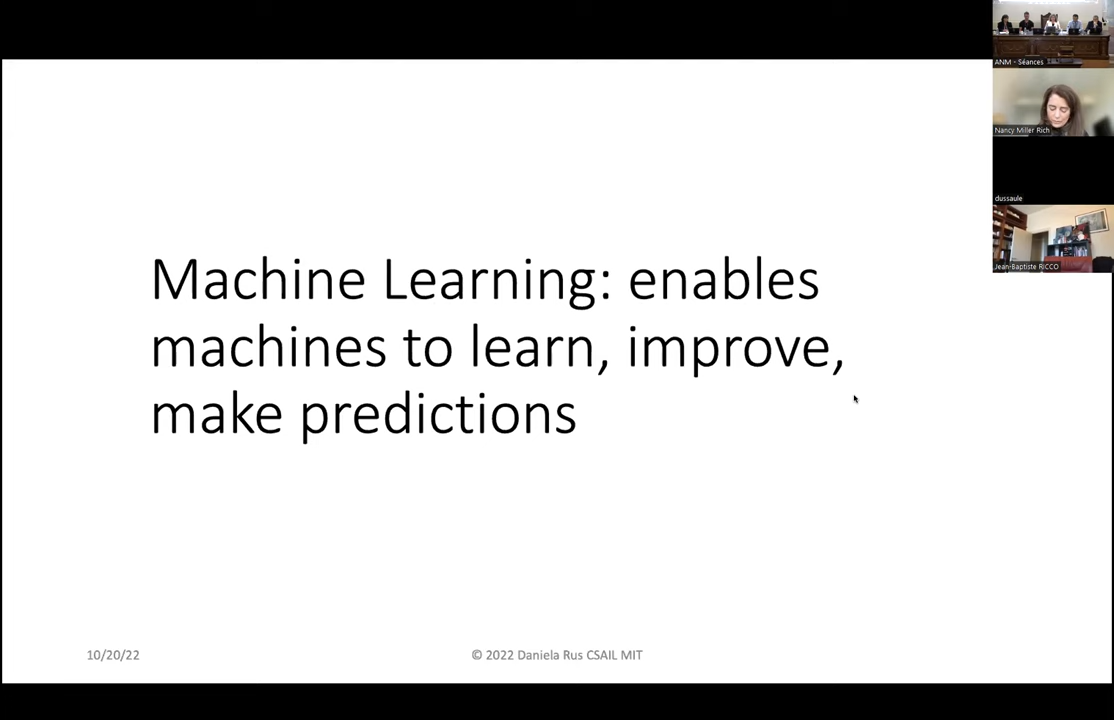 ANM - Séances
Nancy Miller Rich
dussaule
Jean-Baptiste RICCO
Machine Learning: enables
machines to learn, improve,
make predictions
10/20/22
© 2022 Daniela Rus CSAIL MIT